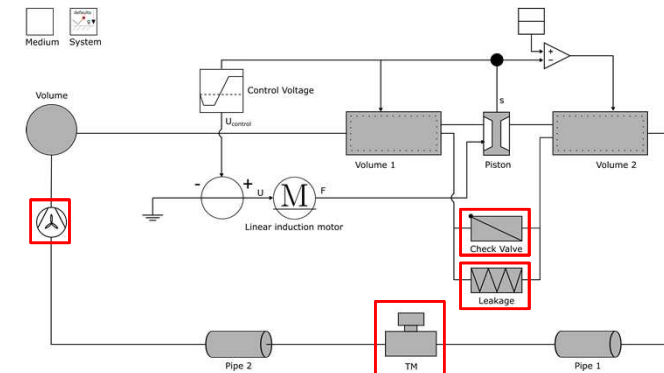 defaults
g
Medium
System
Volume
Control Voltage
Ucontrol
s
Volume 1
Piston
Volume 2
-
+
U
M
F
Linear induction motor
Check Valve
Leakage
Pipe 2
TM
Pipe 1
+
-